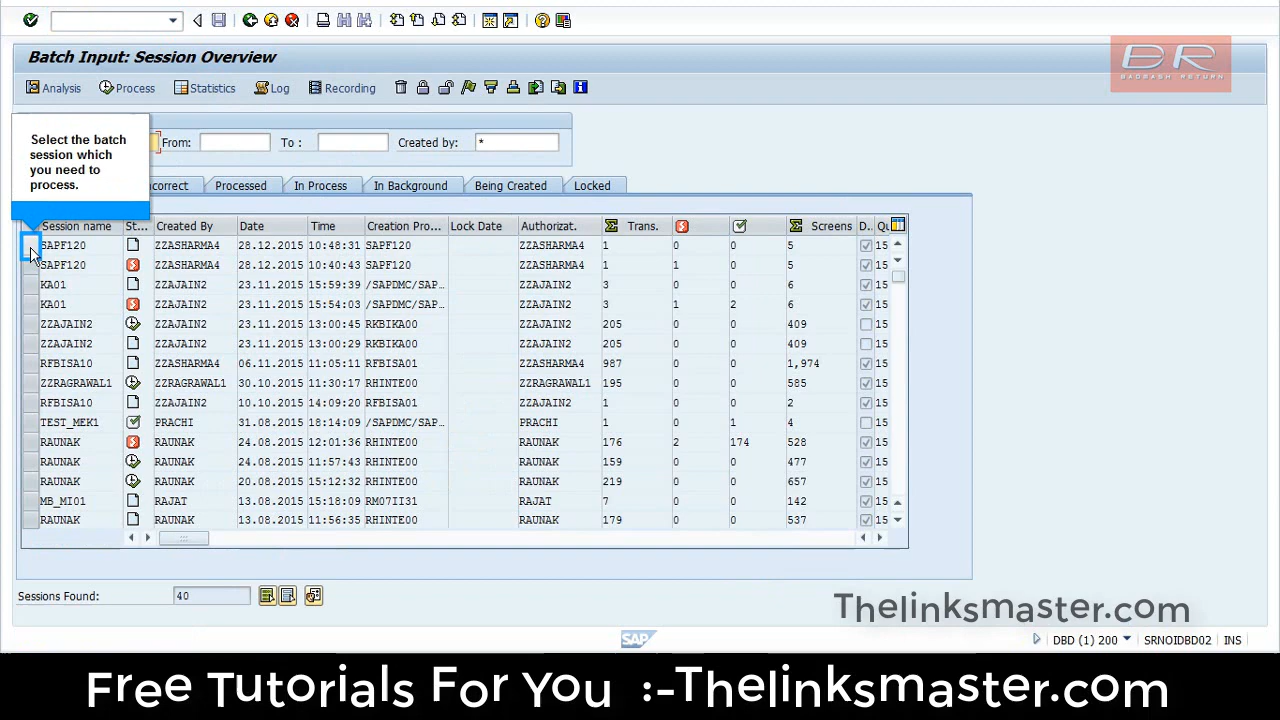 Batch Input: Session Overview
Analysis Process Statistics Log Recording
Select the batch
session which
you need to
process.
From: To : Created by: *
ncorrect Processed In Process In Background Being Created Locked
Session name St... Created By Date Time Creation Pro... Lock Date Authorizat. Trans. Screens D.. Qu
SAPF120 ZZASHARMA4 28.12.2015 10:48:31 SAPF120 ZZASHARMA4 1 0 0 5 15
SAPF120 ZZASHARMA4 28.12.2015 10:40:43 SAPF120 ZZASHARMA4 1 1 0 5 15
KA01 ZZAJAIN2 23.11.2015 15:59:39 /SAPDMC/SAP... ZZAJAIN2 3 0 0 6 15
KA01 ZZAJAIN2 23.11.2015 15:54:03 /SAPDMC/SAP... ZZAJAIN2 3 1 2 6 15
ZZAJAIN2 ZZAJAIN2 23.11.2015 13:00:45 RKBIKA00 ZZAJAIN2 205 0 0 409 15
ZZAJAIN2 ZZAJAIN2 23.11.2015 13:00:29 RKBIKA00 ZZAJAIN2 205 0 0 409 15
RFBISA10 ZZASHARMA4 06.11.2015 11:05:11 RFBISA01 ZZASHARMA4 987 0 0 1,974 15
ZZRAGRAWAL1 ZZRAGRAWAL1 30.10.2015 11:30:17 RHINTE00 ZZRAGRAWAL1 195 0 0 585 15
RFBISA10 ZZAJAIN2 10.10.2015 14:09:20 RFBISA01 ZZAJAIN2 1 0 0 2 15
TEST_MEK1 PRACHI 31.08.2015 18:14:09 /SAPDMC/SAP... PRACHI 1 0 1 4 15
RAUNAK RAUNAK 24.08.2015 12:01:36 RHINTE00 RAUNAK 176 2 174 528 15
RAUNAK RAUNAK 24.08.2015 11:57:43 RHINTE00 RAUNAK 159 0 0 477 15
RAUNAK RAUNAK 20.08.2015 15:12:32 RHINTE00 RAUNAK 219 0 0 657 15
MB_MI01 RAJAT 13.08.2015 15:18:09 RM07II31 RAJAT 7 0 0 142 15
RAUNAK RAUNAK 13.08.2015 11:56:35 RHINTE00 RAUNAK 179 0 0 537 15
Sessions Found: 40
Thelinksmaster.com
SAP DBD (1) 200 SRNOIDBD02 INS
Free Tutorials For You :-Thelinksmaster.com
BR
BADBASH RETURN